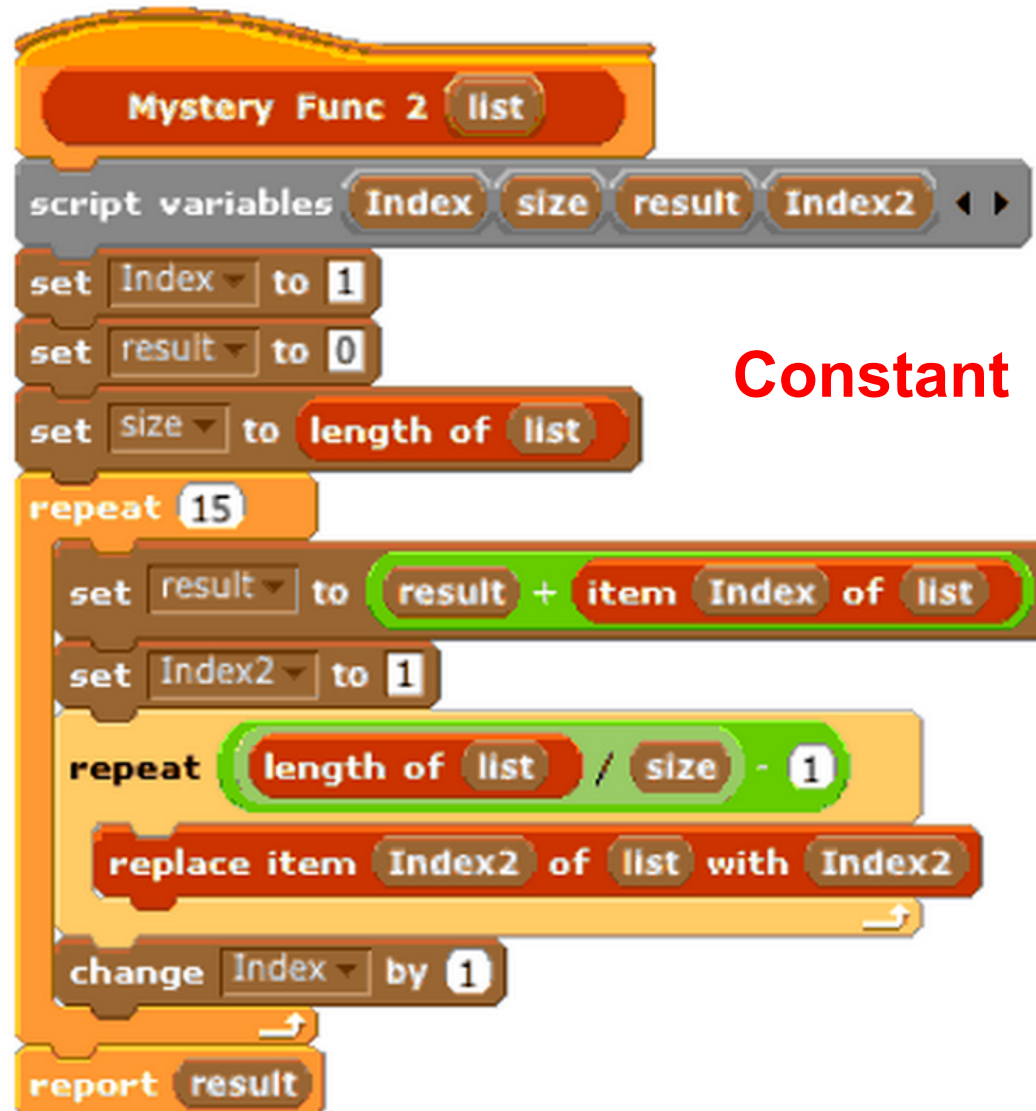 Mystery Func 2 list
script variables Index size result Index2
set Index to 1
set result to 0
Constant
set size to length of list
repeat 15
set result to result + item Index of list
set Index2 to 1
repeat length of list / size - 1
replace item Index2 of list with Index2
change Index by 1
report result